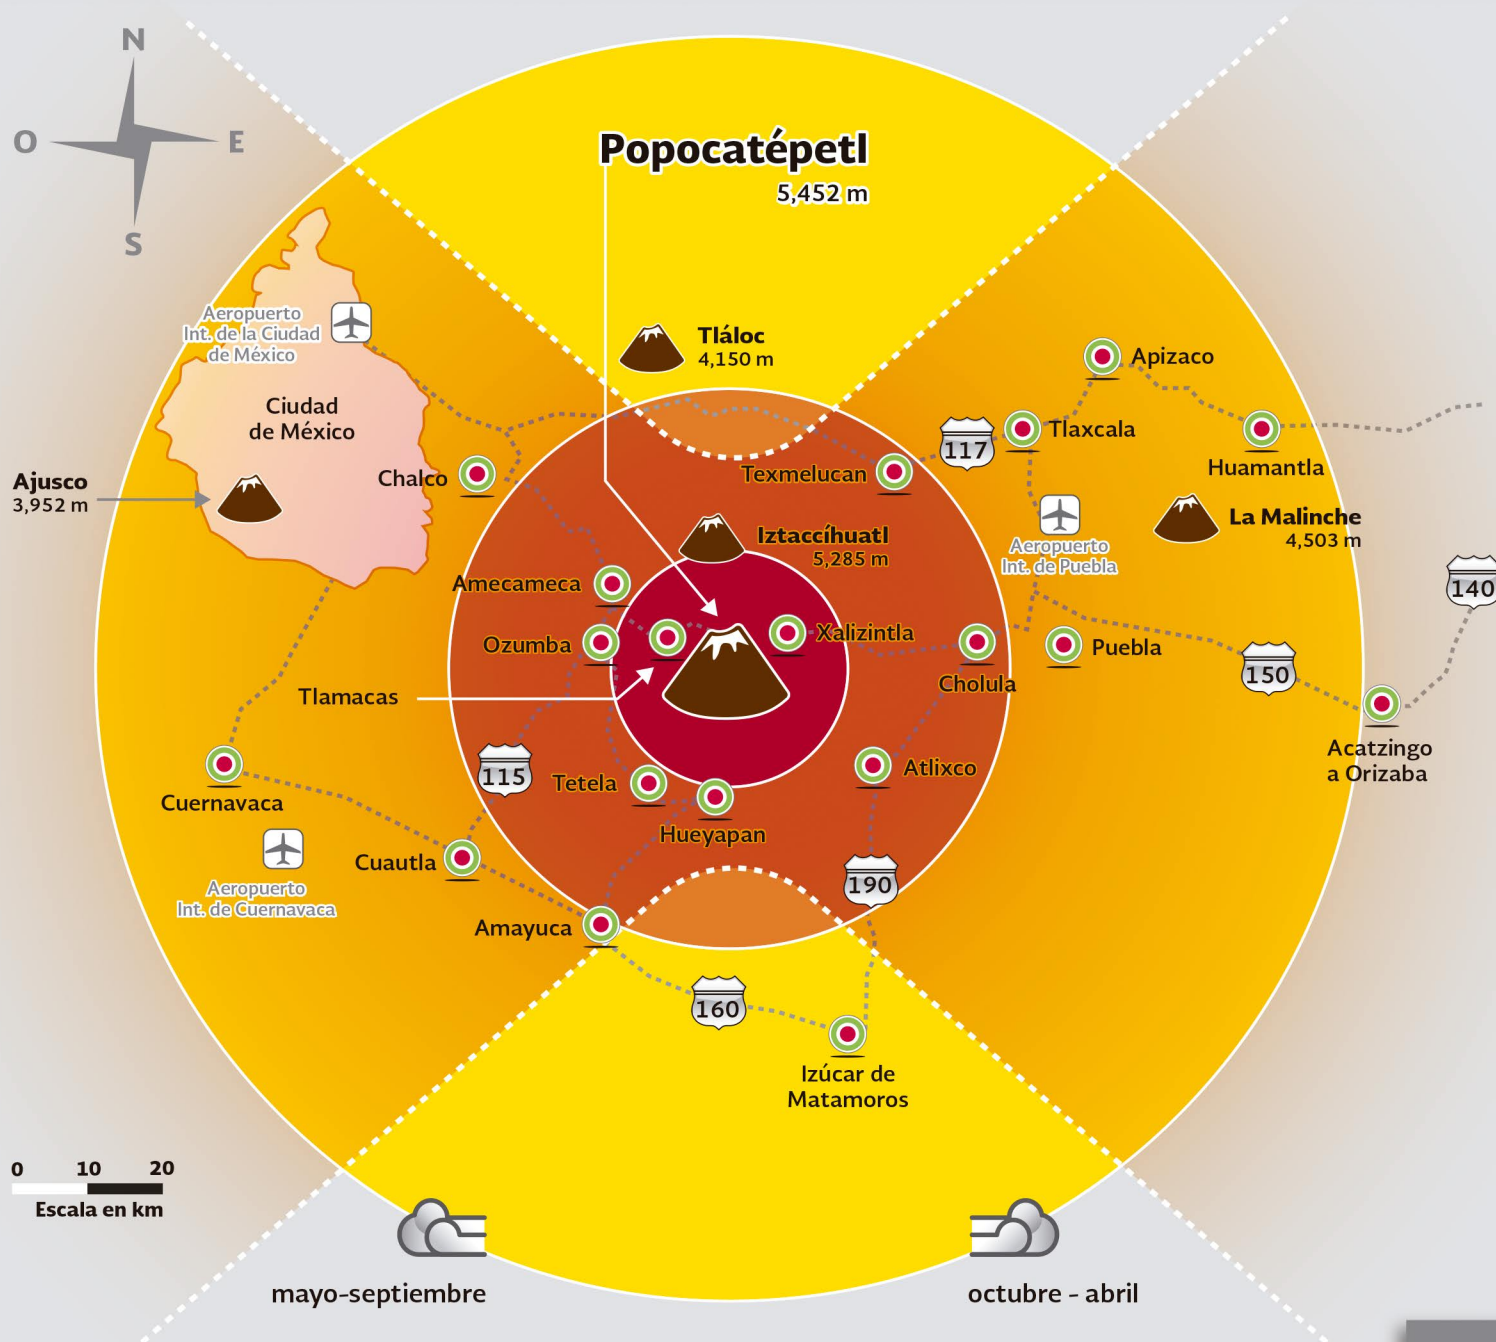 N
O
E
S
Popocatépetl
5,452 m
Tláloc
4,150 m
Aeropuerto
Int. de la Ciudad
de México
Ciudad
de México
Ajusco
3,952 m
Chalco
Apizaco
117
Tlaxcala
Huamantla
Texmelucan
La Malinche
4,503 m
Aeropuerto
Int. de Puebla
Iztaccíhuatl
5,285 m
140
Amecameca
Ozumba
Xalizintla
Puebla
150
Cholula
Tlamacas
Acatzingo
a Orizaba
115
Tetela
Atlixco
Cuernavaca
Hueyapan
Cuautla
190
Aeropuerto
Int. de Cuernavaca
Amayuca
160
Izúcar de
Matamoros
0 10 20
Escala en km
mayo-septiembre
octubre - abril